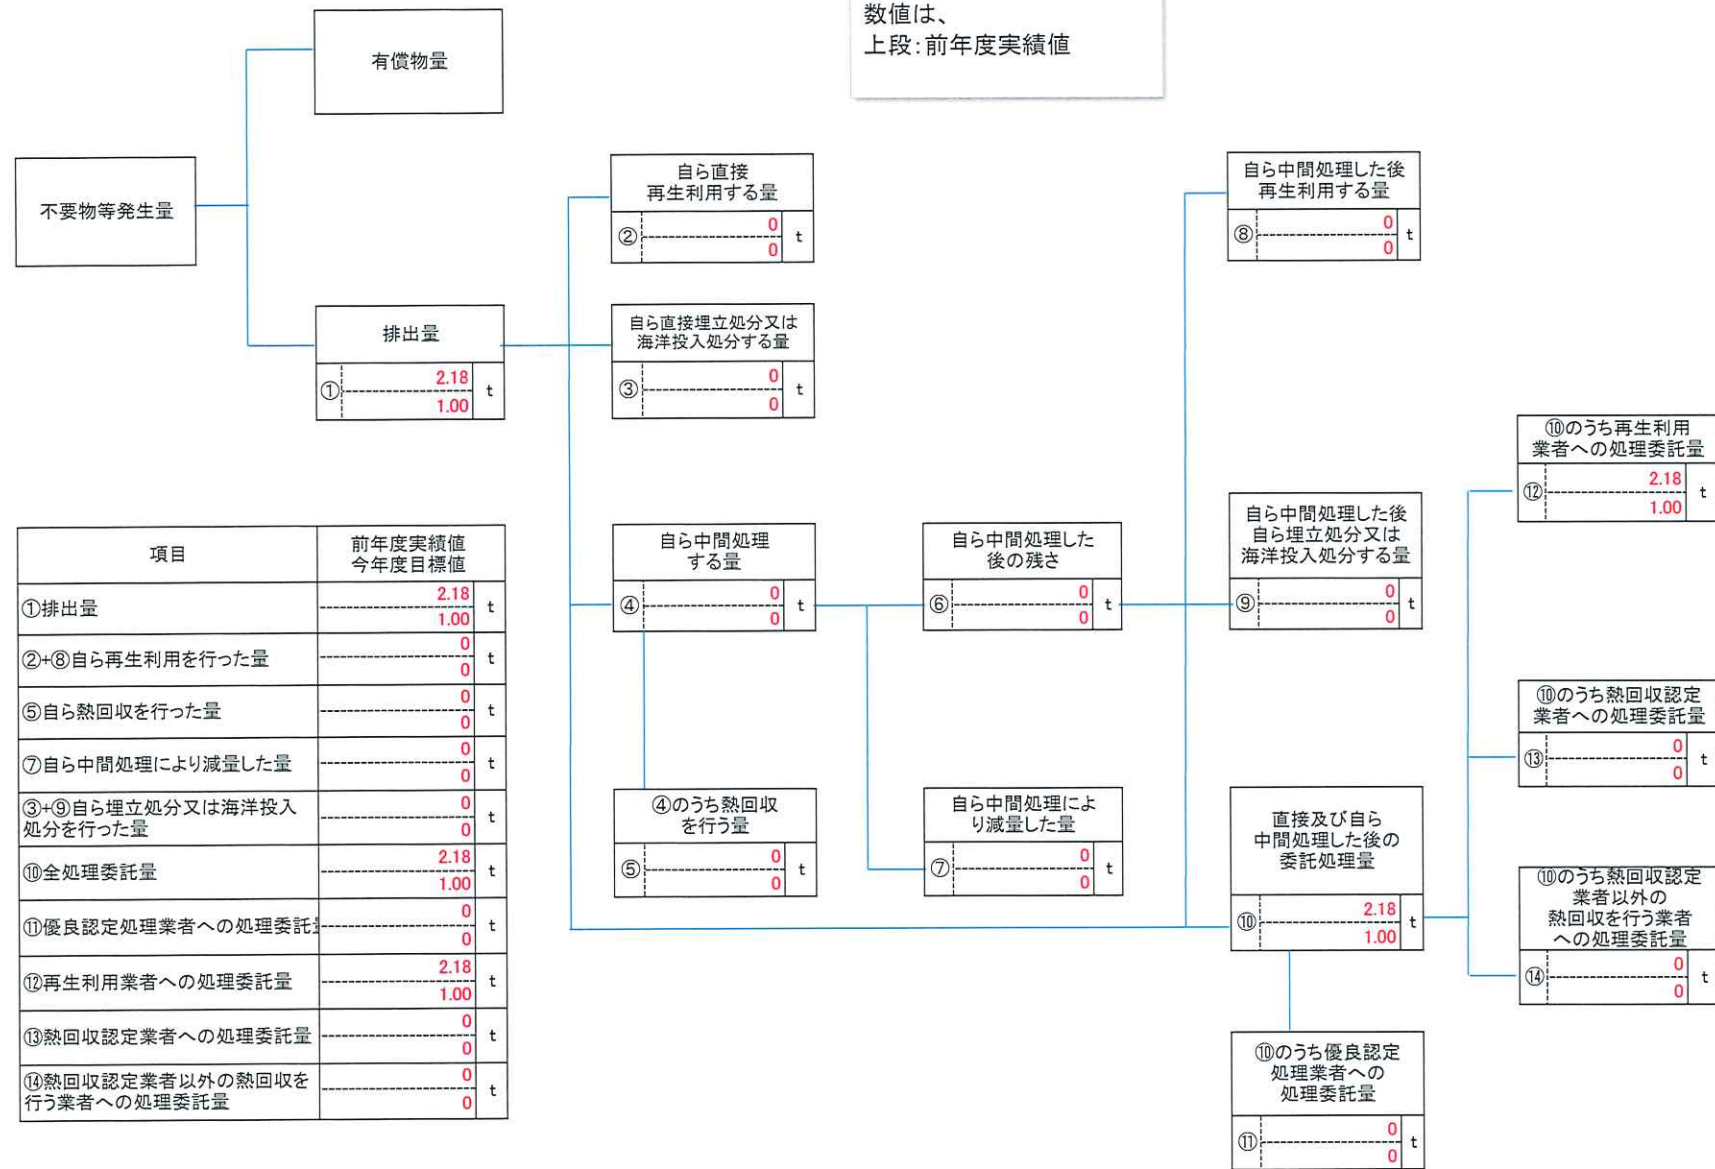 数値は、
上段:前年度実績値
有償物量
不要物等発生量
排出量
① 2.18 t
1.00
自ら直接
再生利用する量
② 0 t
0
自ら直接埋立処分又は
海洋投入処分する量
③ 0 t
0
自ら中間処理
する量
④ 0 t
0
④のうち熱回収
を行う量
⑤ 0 t
0
自ら中間処理した
後の残さ
⑥ 0 t
0
自ら中間処理によ
り減量した量
⑦ 0 t
0
自ら中間処理した後
再生利用する量
⑧ 0 t
0
自ら中間処理した後
自ら埋立処分又は
海洋投入処分する量
⑨ 0 t
0
直接及び自ら
中間処理した後の
委託処理量
⑩ 2.18 t
1.00
⑩のうち優良認定
処理業者への
処理委託量
⑪ 0 t
0
⑩のうち再生利用
業者への処理委託量
⑫ 2.18 t
1.00
⑩のうち熱回収認定
業者への処理委託量
⑬ 0 t
0
⑩のうち熱回収認定
業者以外の
熱回収を行う業者
への処理委託量
⑭ 0 t
0
項目 前年度実績値
今年度目標値
①排出量 2.18 t
1.00
②+⑧自ら再生利用を行った量 0 t
0
⑤自ら熱回収を行った量 0 t
0
⑦自ら中間処理により減量した量 0 t
0
③+⑨自ら埋立処分又は海洋投入 0 t
処分を行った量 0
⑩全処理委託量 2.18 t
1.00
⑪優良認定処理業者への処理委託 0 t
0
⑫再生利用業者への処理委託量 2.18 t
1.00
⑬熱回収認定業者への処理委託量 0 t
0
⑭熱回収認定業者以外の熱回収を 0 t
行う業者への処理委託量 0